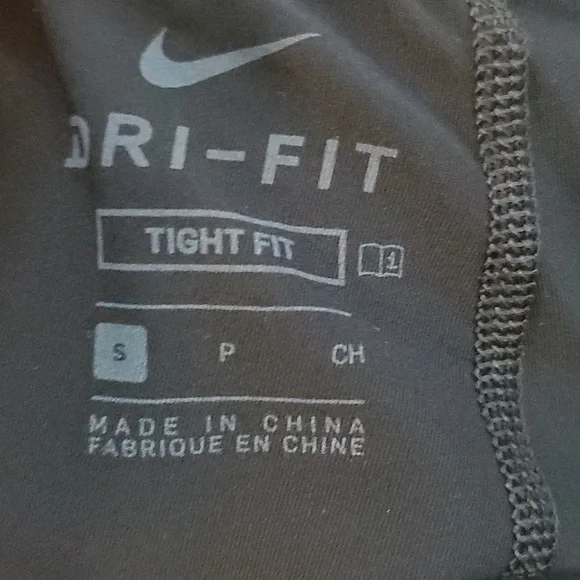 DRI-FIT
TIGHT FIT 1
S P CH
MADE IN CHINA
FABRIQUE EN CHINE